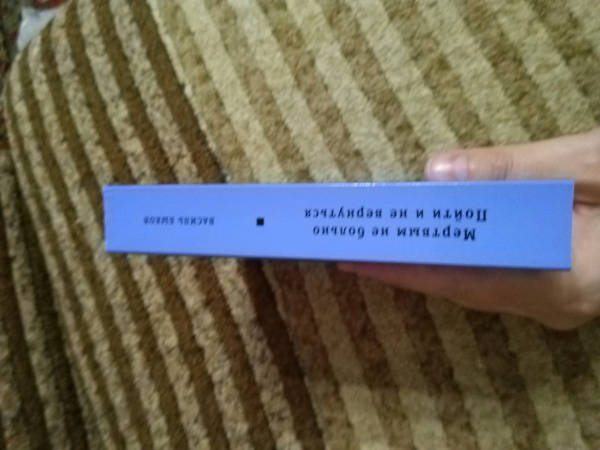 Мертвым не больно
Пойти и не вернуться
ВАСИЛЬ БЫКОВ